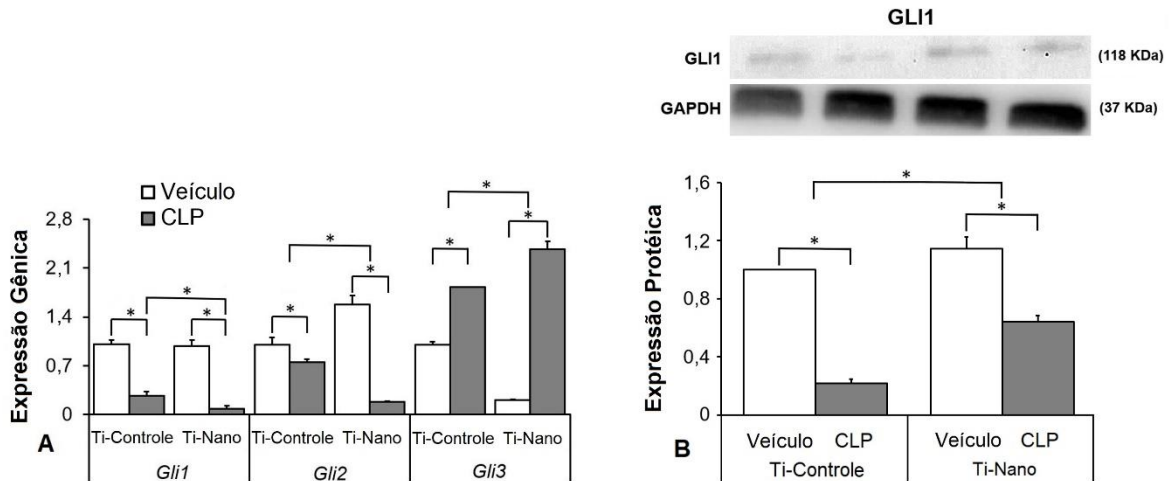 Veículo
CLP
Expressão Gênica
2,8
2,1
1,4
0,7
0
* * * * * * * * *
Ti-Controle Ti-Nano Ti-Controle Ti-Nano Ti-Controle Ti-Nano
Gli1 Gli2 Gli3
A
GLI1
GLI1 (118 KDa)
GAPDH (37 KDa)
Expressão Protéica
1,6
1,2
0,8
0,4
0
* * *
Veículo CLP Veículo CLP
Ti-Controle Ti-Nano
B